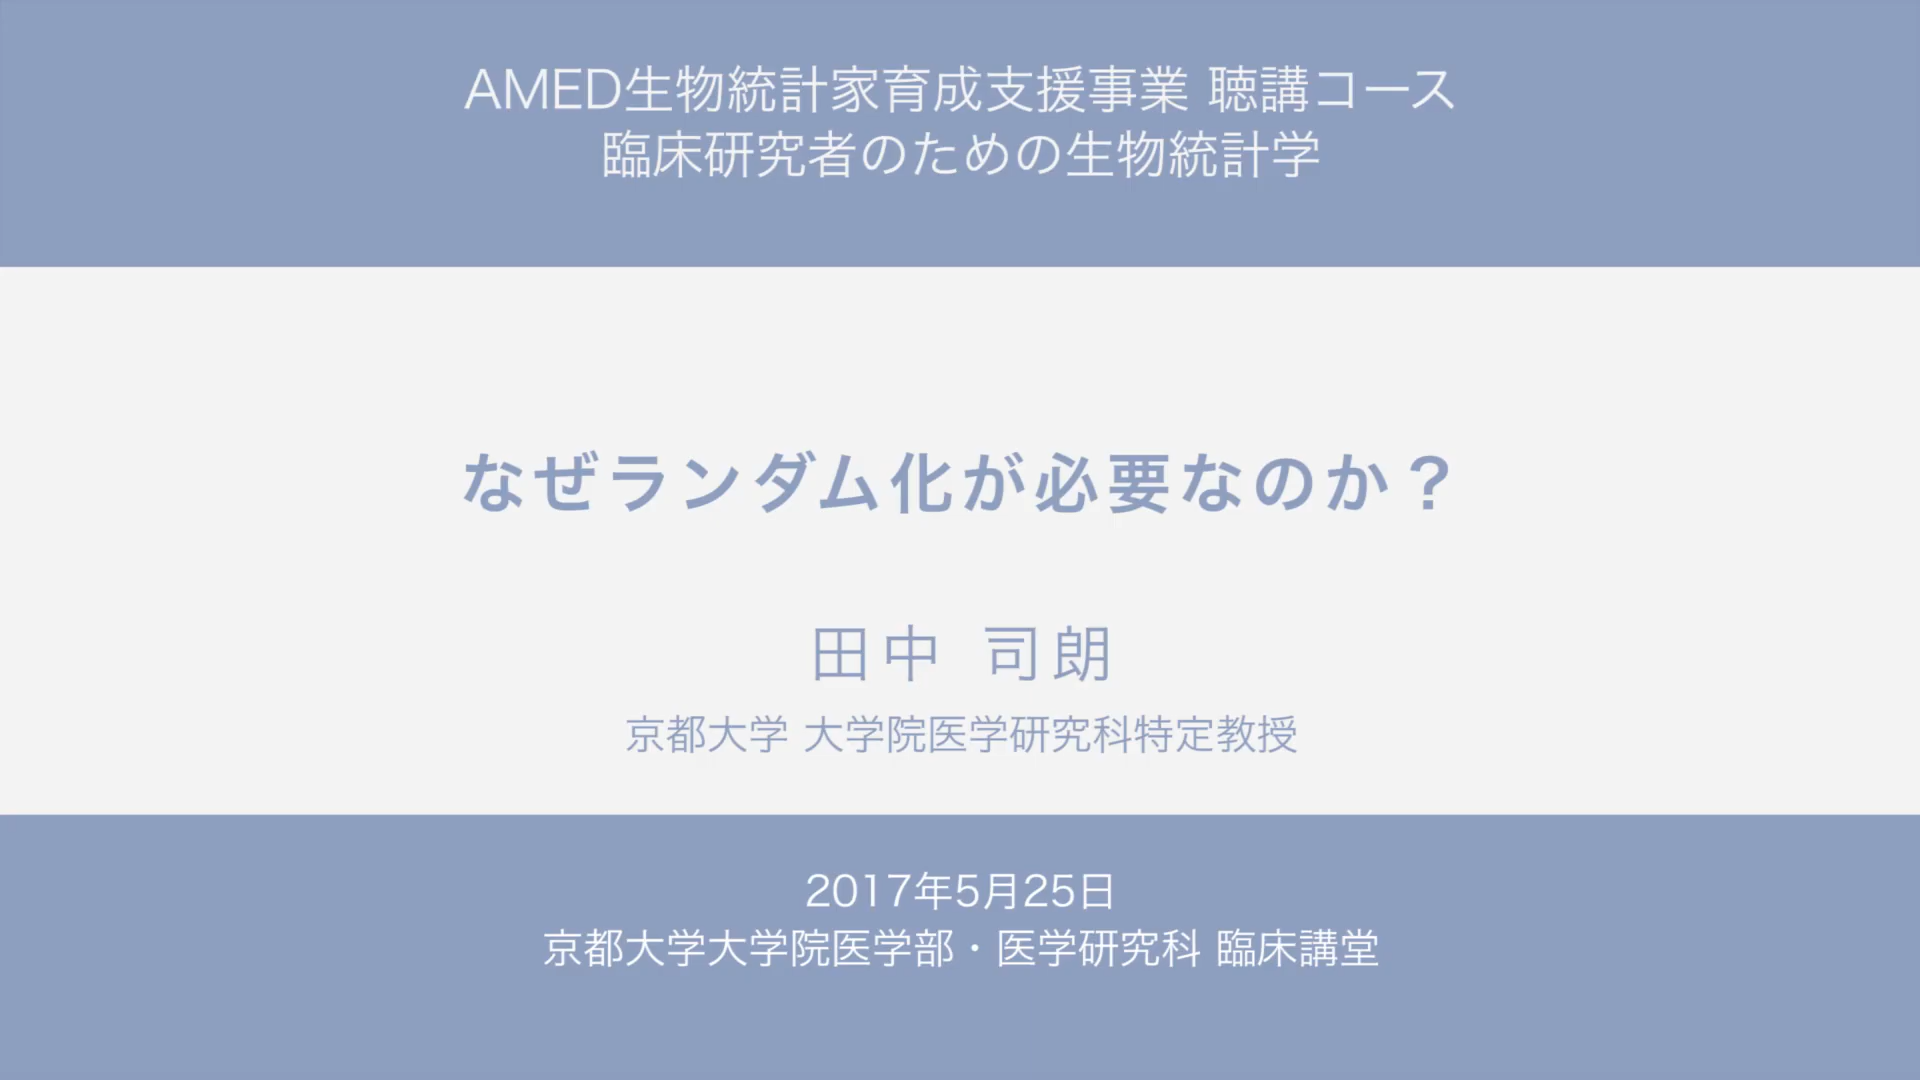 AMED生物統計家育成支援事業 聴講コース
臨床研究者のための生物統計学
なぜランダム化が必要なのか？
田中 司朗
京都大学 大学院医学研究科特定教授
2017年5月25日
京都大学大学院医学部・医学研究科 臨床講堂